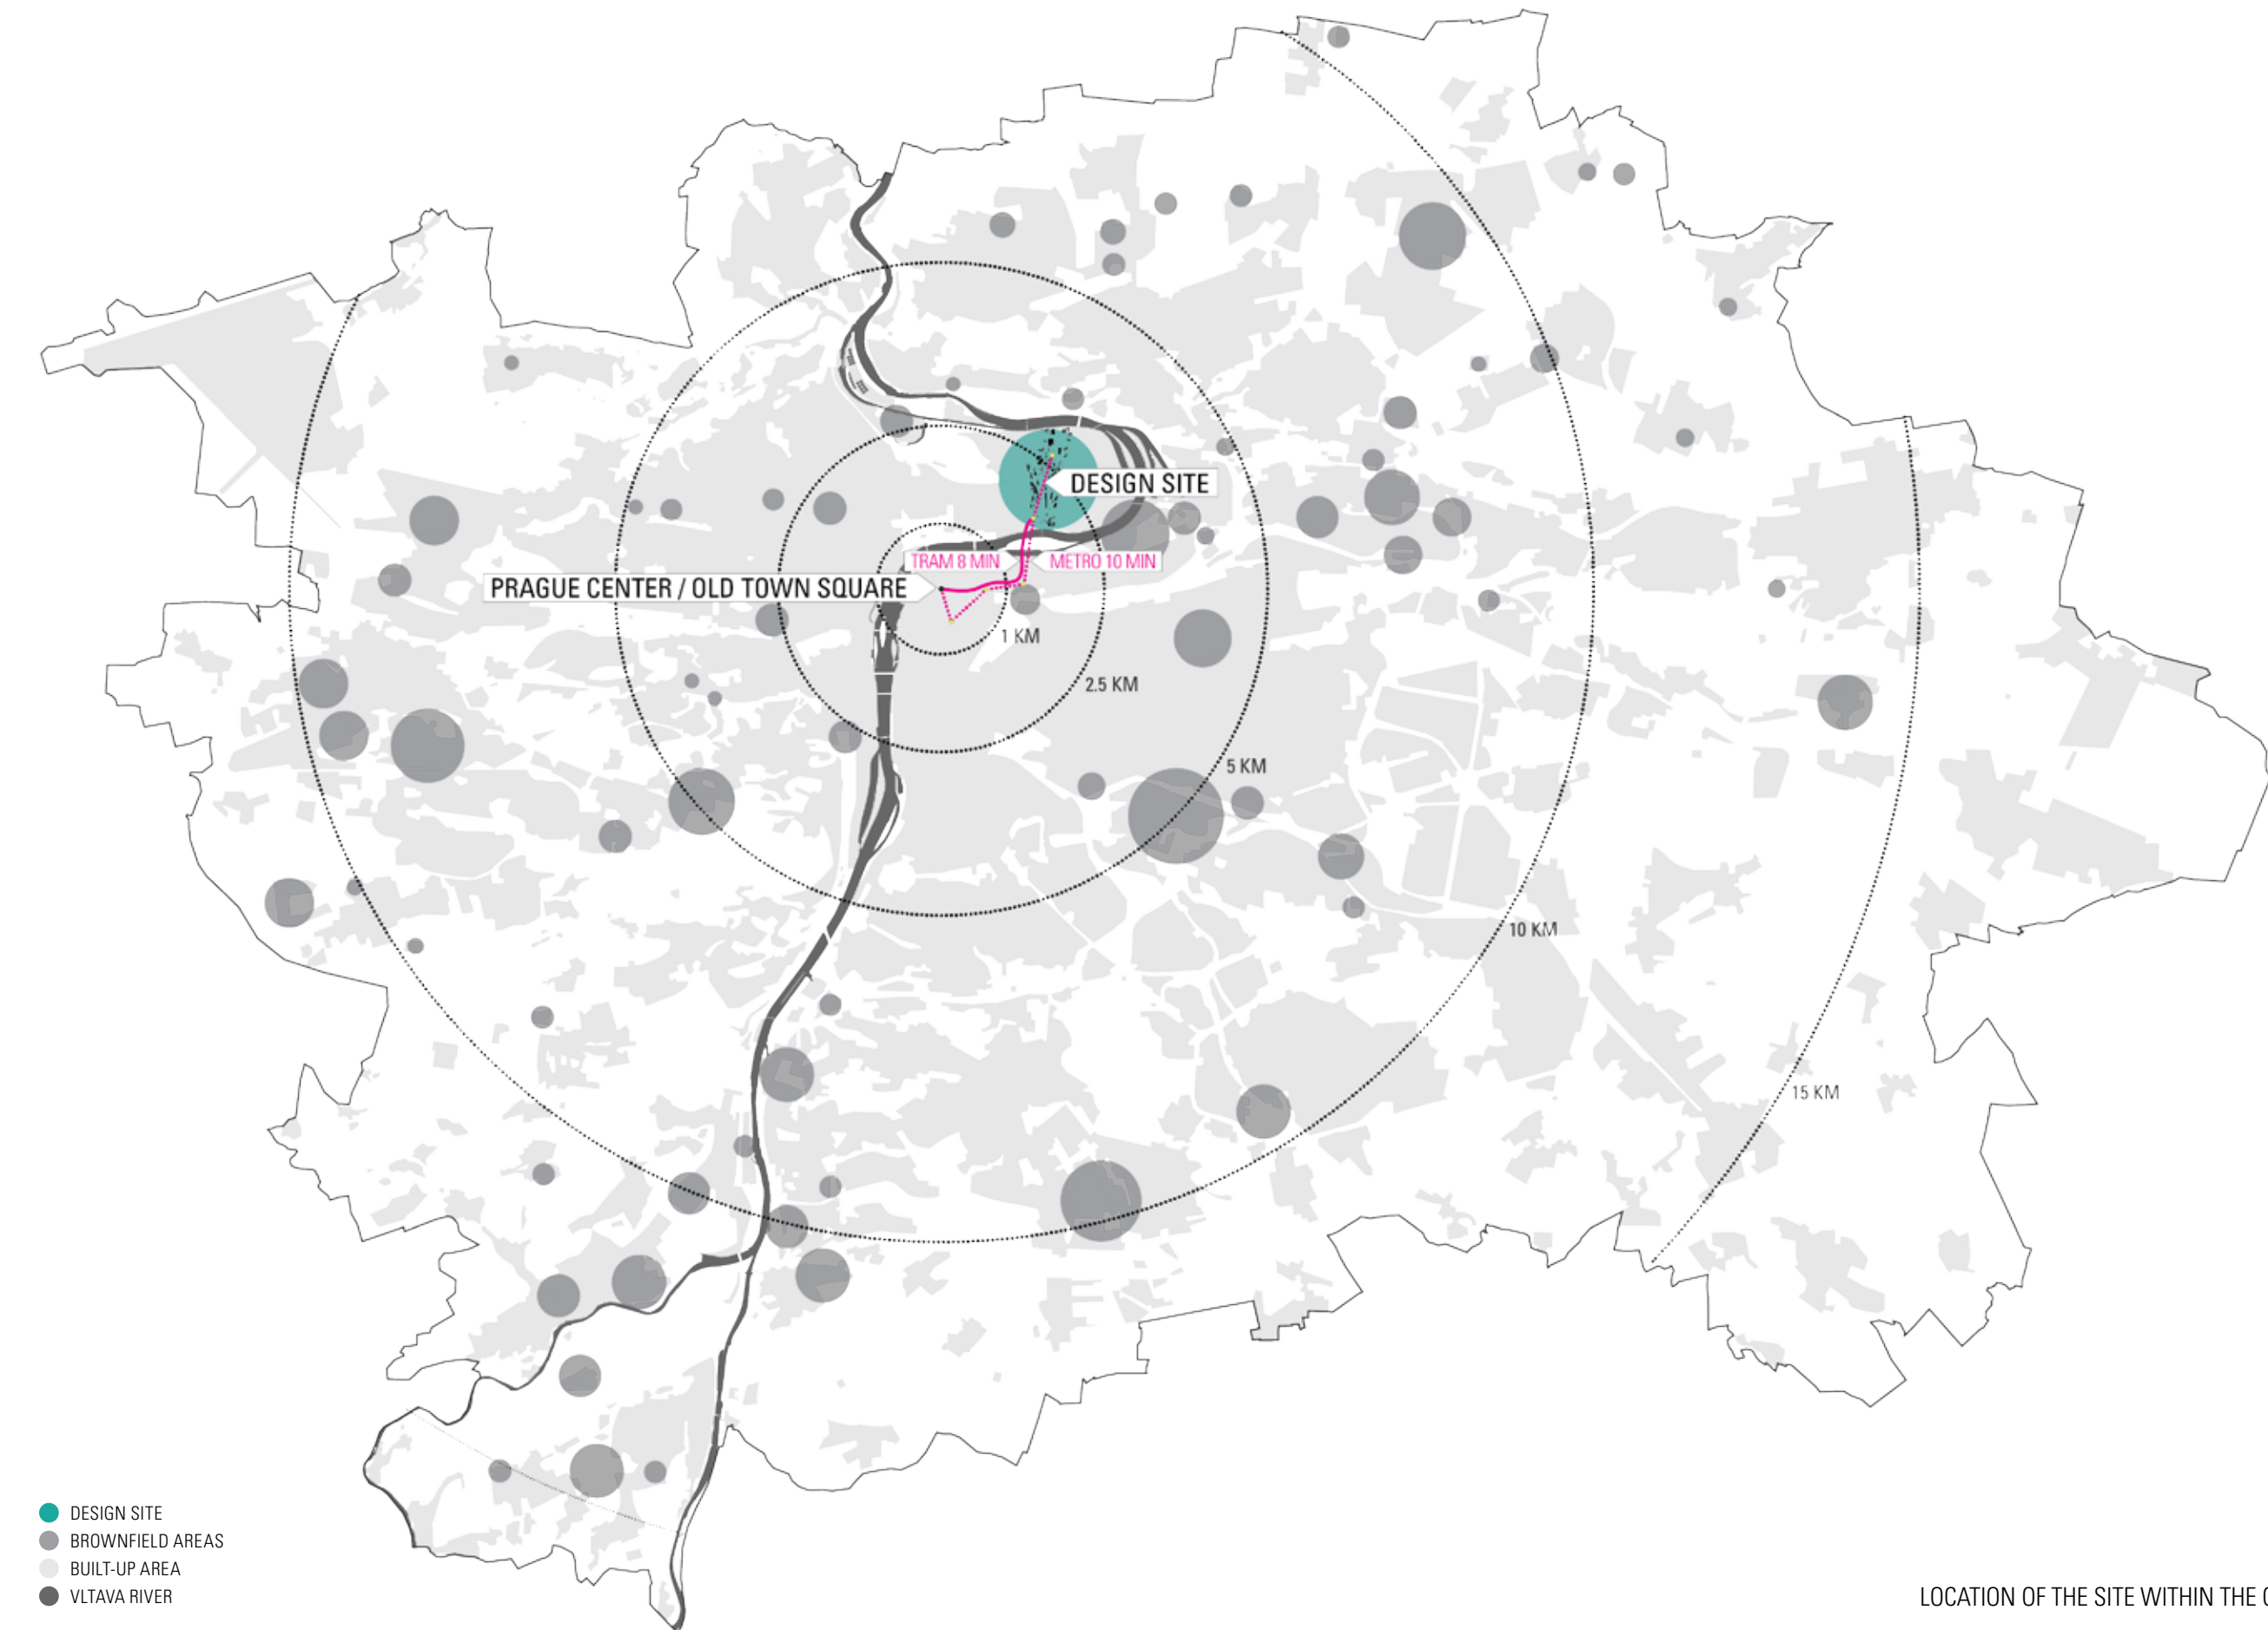 DESIGN SITE
TRAM 8 MIN
METRO 10 MIN
PRAGUE CENTER / OLD TOWN SQUARE
1 KM
2.5 KM
5 KM
10 KM
15 KM
DESIGN SITE
BROWNFIELD AREAS
BUILT-UP AREA
VLTAVA RIVER
LOCATION OF THE SITE WITHIN THE